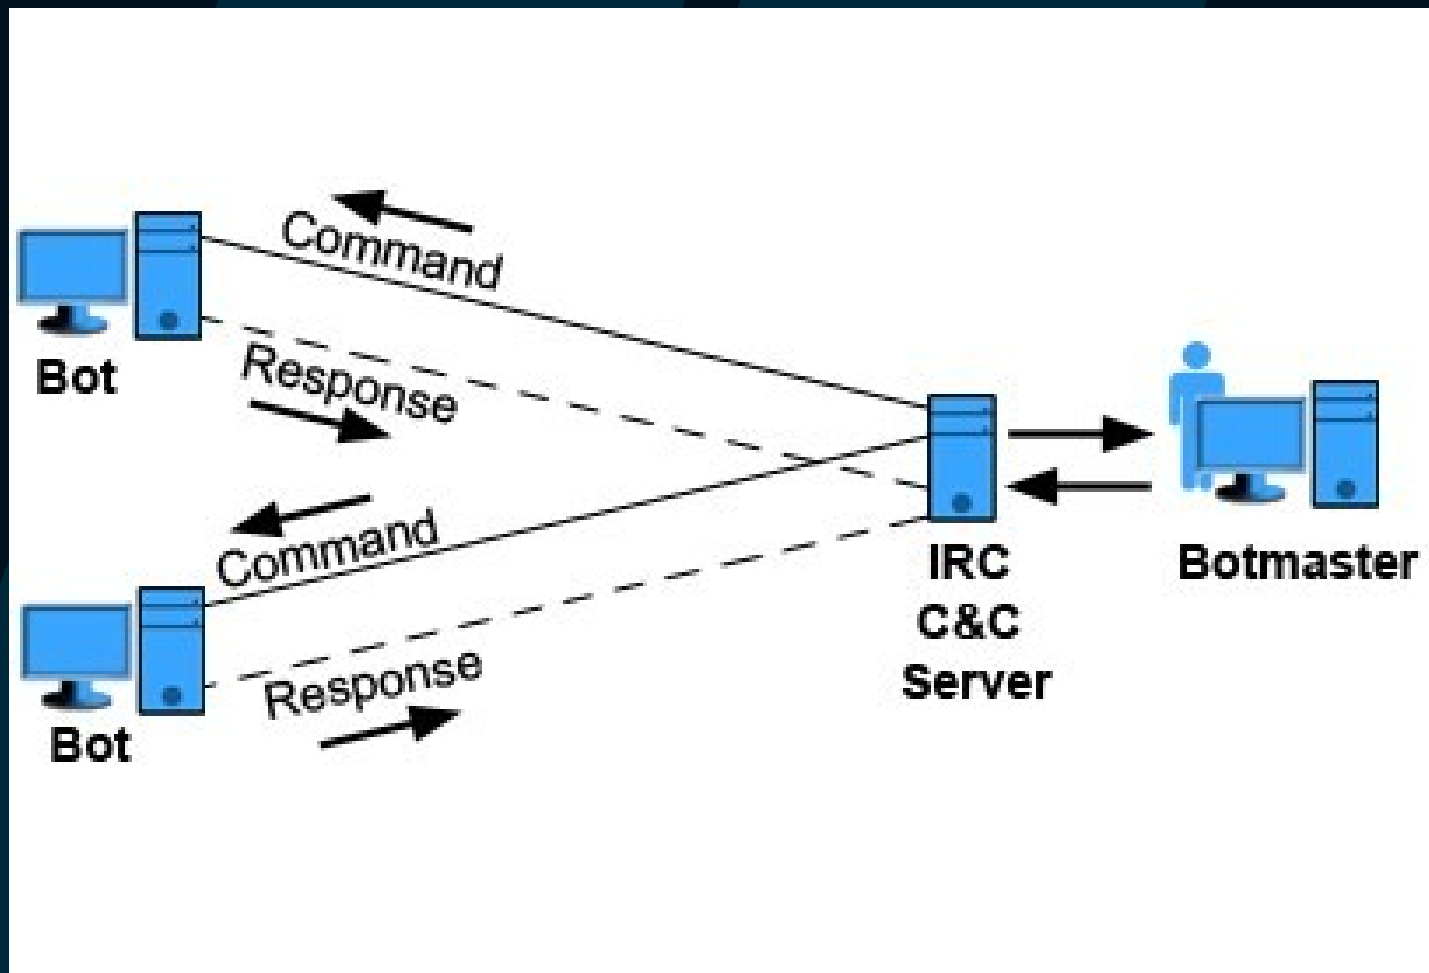 Command
Response
Bot
Command
Response
Bot
IRC
C&C
Server
Botmaster